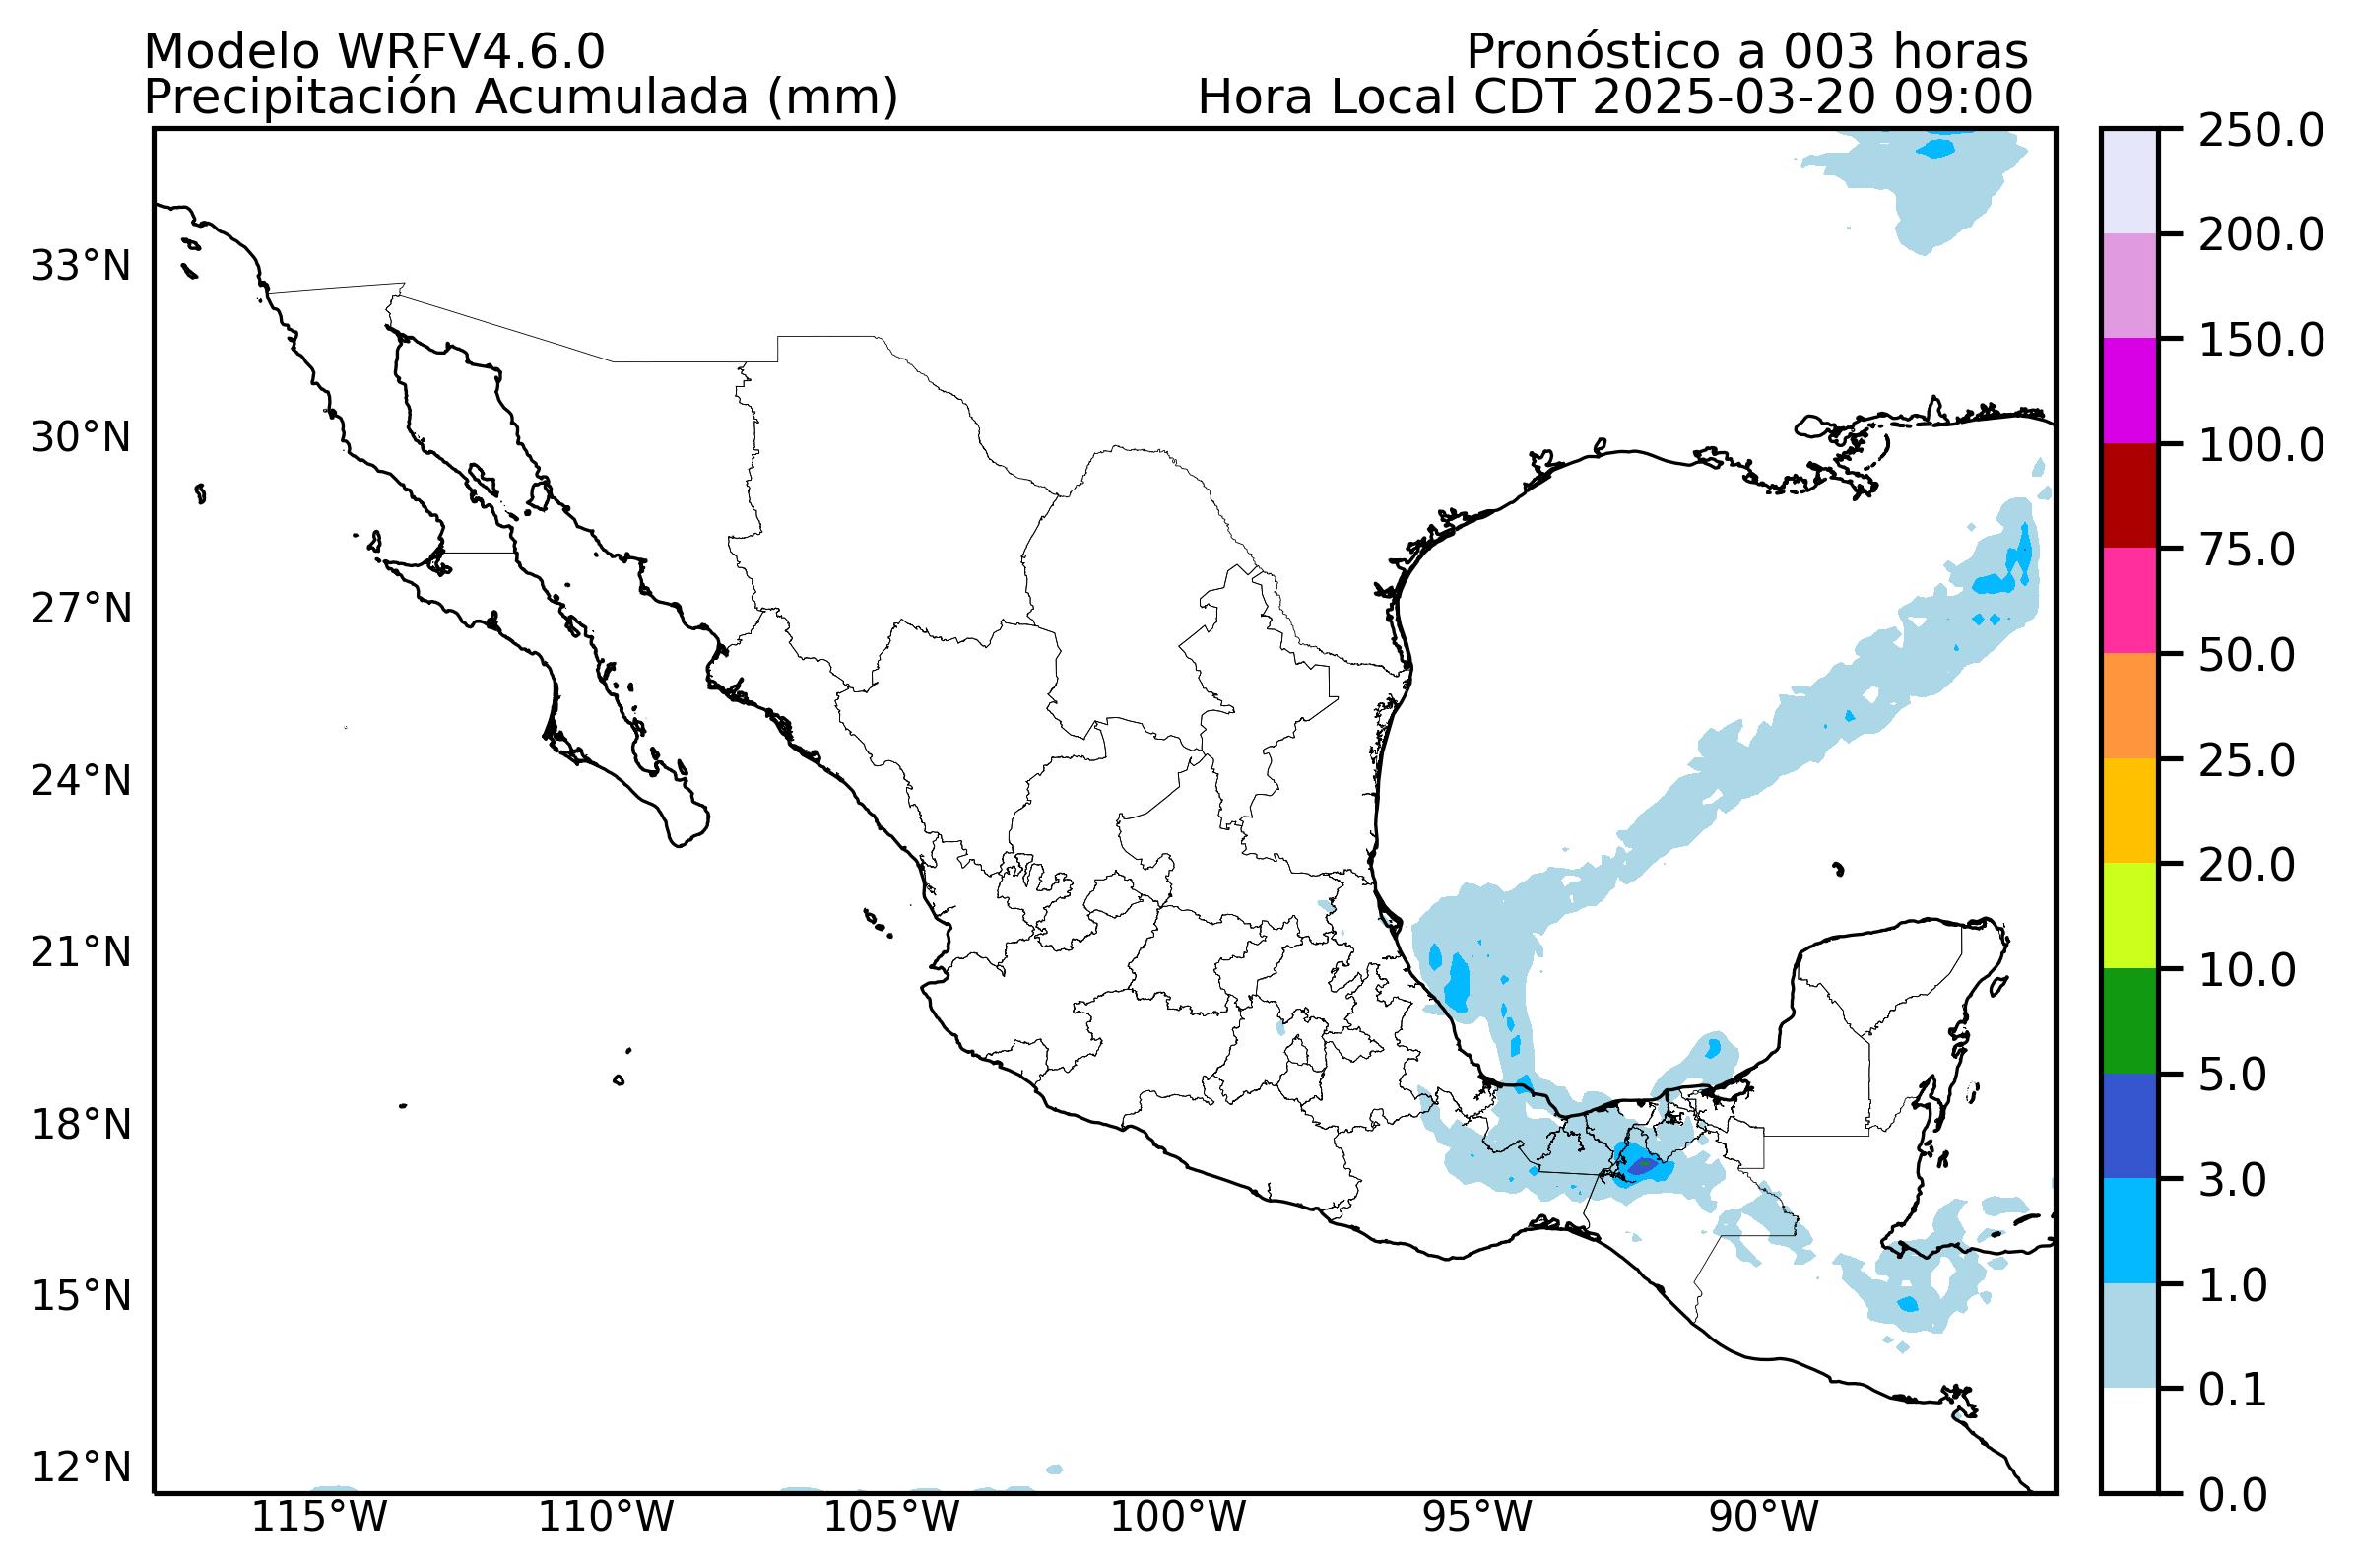 Modelo WRFV4.6.0
Pronóstico a 003 horas
Precipitación Acumulada (mm)
Hora Local CDT 2025-03-20 09:00
33°N
30°N
27°N
24°N
21°N
18°N
15°N
12°N
115°W
110°W
105°W
100°W
95°W
90°W
250.0
200.0
150.0
100.0
75.0
50.0
25.0
20.0
10.0
5.0
3.0
1.0
0.1
0.0